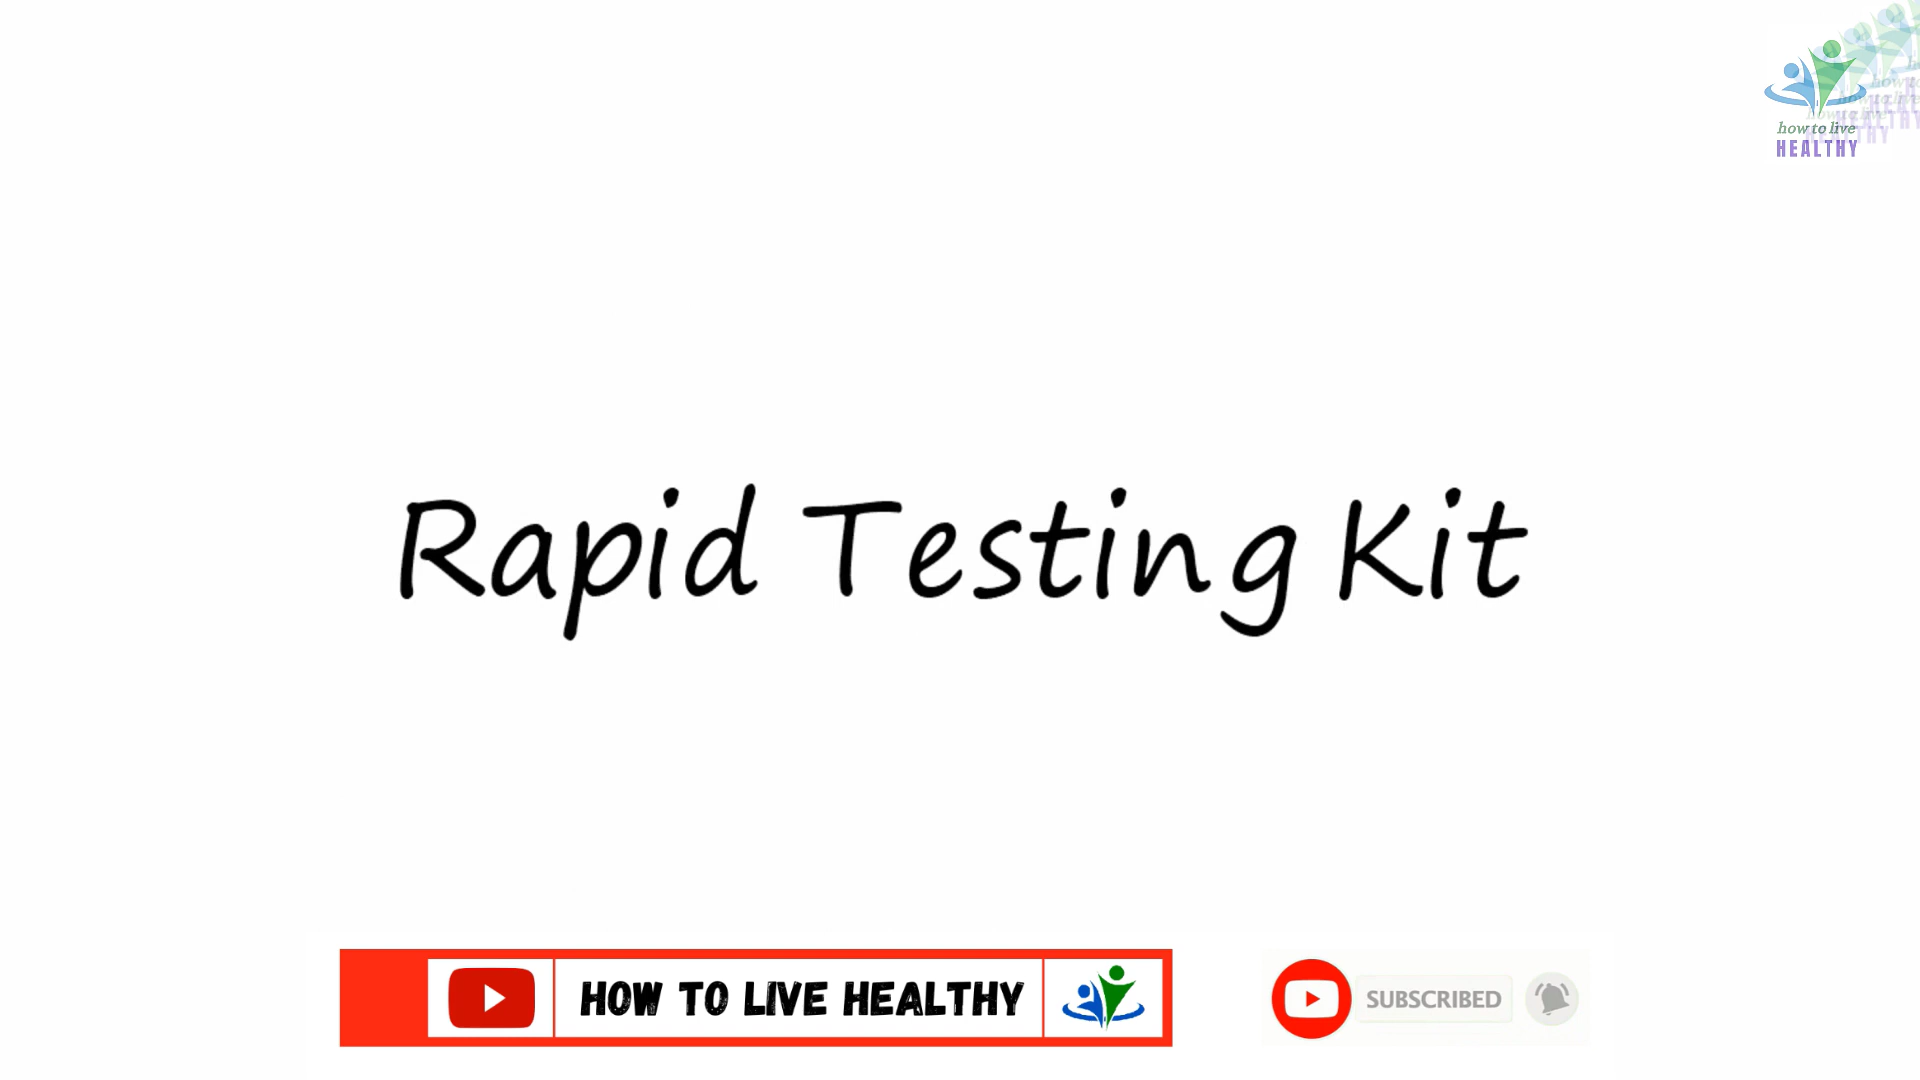 how to live
HEALTHY
Rapid Testing Kit
HOW TO LIVE HEALTHY
SUBSCRIBED